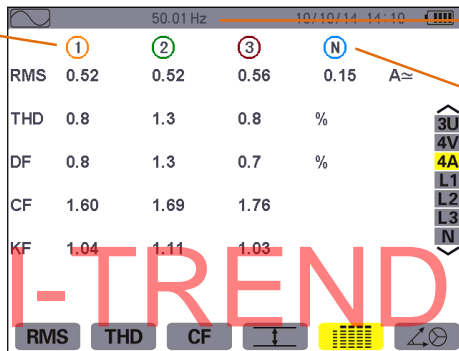 50.01 Hz 10/10/14 14:10
1 2 3 N
RMS 0.52 0.52 0.56 0.15 A≃
THD 0.8 1.3 0.8 %
DF 0.8 1.3 0.7 %
CF 1.60 1.69 1.76
KF 1.04 1.11 1.03
3U
4V
4A
L1
L2
L3
N
I-TREND
RMS THD CF